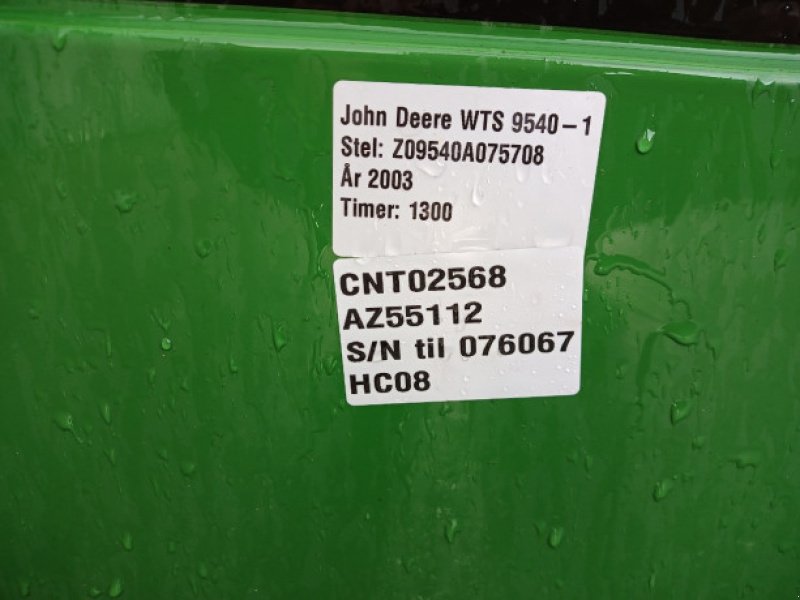 John Deere WTS 9540-1
Stel: Z09540A075708
År 2003
Timer: 1300
CNT02568
AZ55112
S/N til 076067
HC08